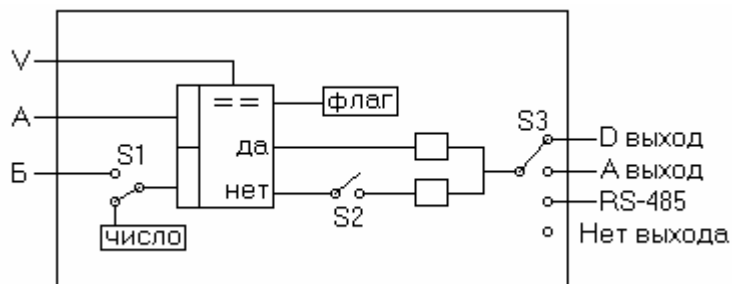 V
==
флаг
А
S3
да
D выход
S1
Б
А выход
нет
RS-485
S2
число
Нет выхода